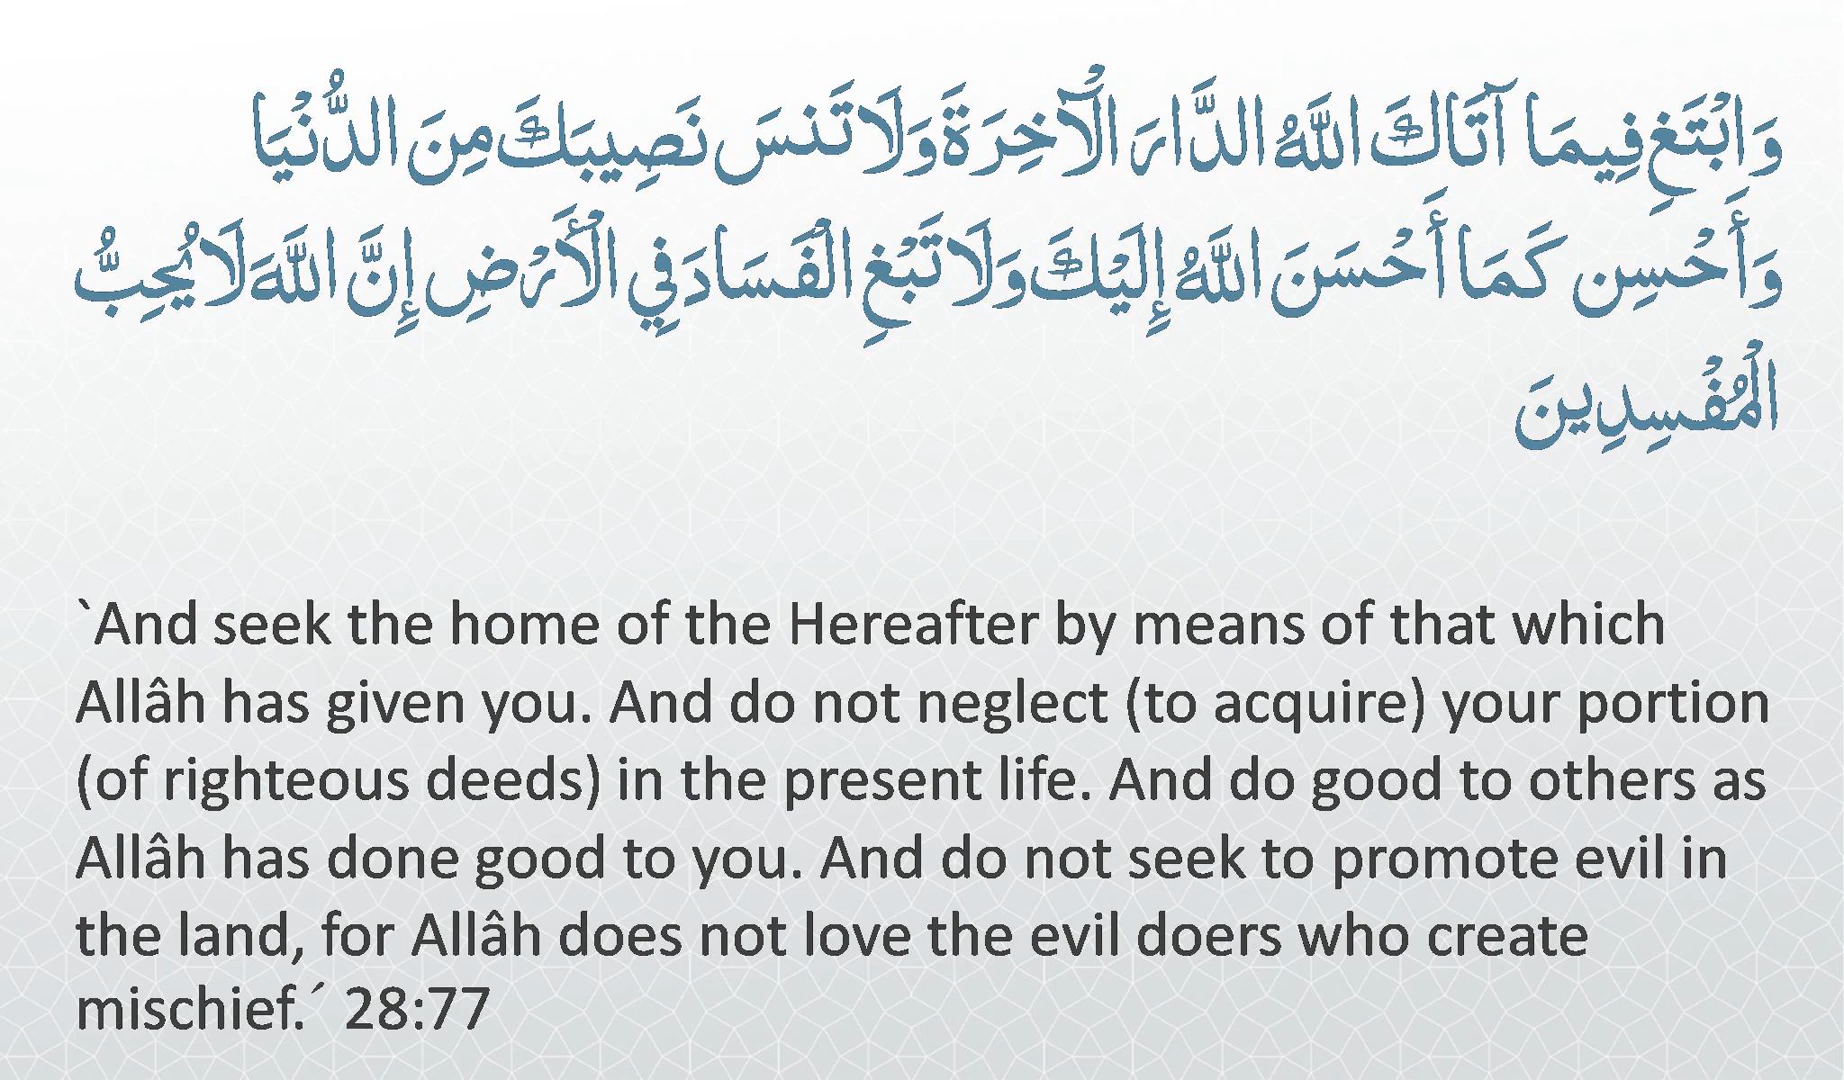 وَابْتَغِ فِيمَا آتَاكَ اللَّهُ الدَّارَ الْآخِرَةَ وَلَا تَنسَ نَصِيبَكَ مِنَ الدُّنْيَا
وَأَحْسِن كَمَا أَحْسَنَ اللَّهُ إِلَيْكَ وَلَا تَبْغِ الْفَسَادَ فِي الْأَرْضِ إِنَّ اللَّهَ لَا يُحِبُّ
الْمُفْسِدِينَ
`And seek the home of the Hereafter by means of that which
Allâh has given you. And do not neglect (to acquire) your portion
(of righteous deeds) in the present life. And do good to others as
Allâh has done good to you. And do not seek to promote evil in
the land, for Allâh does not love the evil doers who create
mischief.´ 28:77